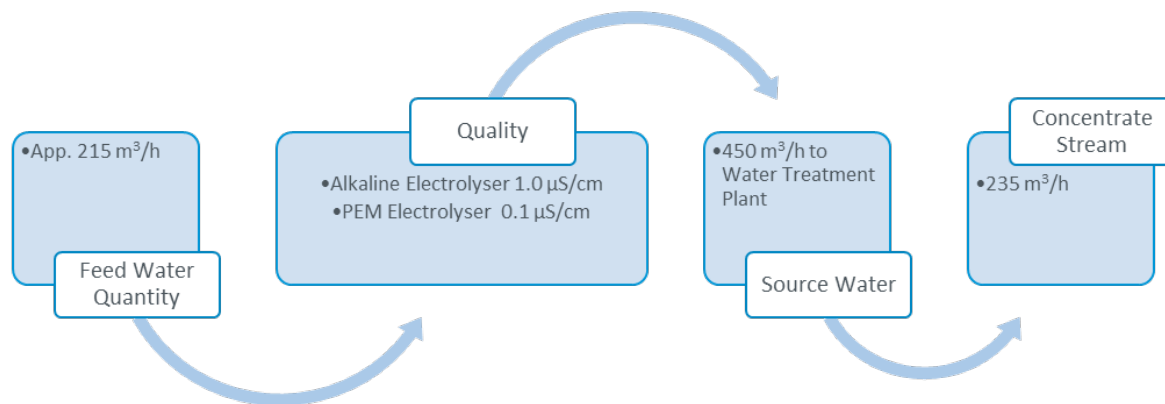 •App. 215 m³/h
Feed Water
Quantity
Quality
•Alkaline Electrolyser 1.0 µS/cm
•PEM Electrolyser 0.1 µS/cm
•450 m³/h to
Water Treatment
Plant
Source Water
Concentrate
Stream
•235 m³/h